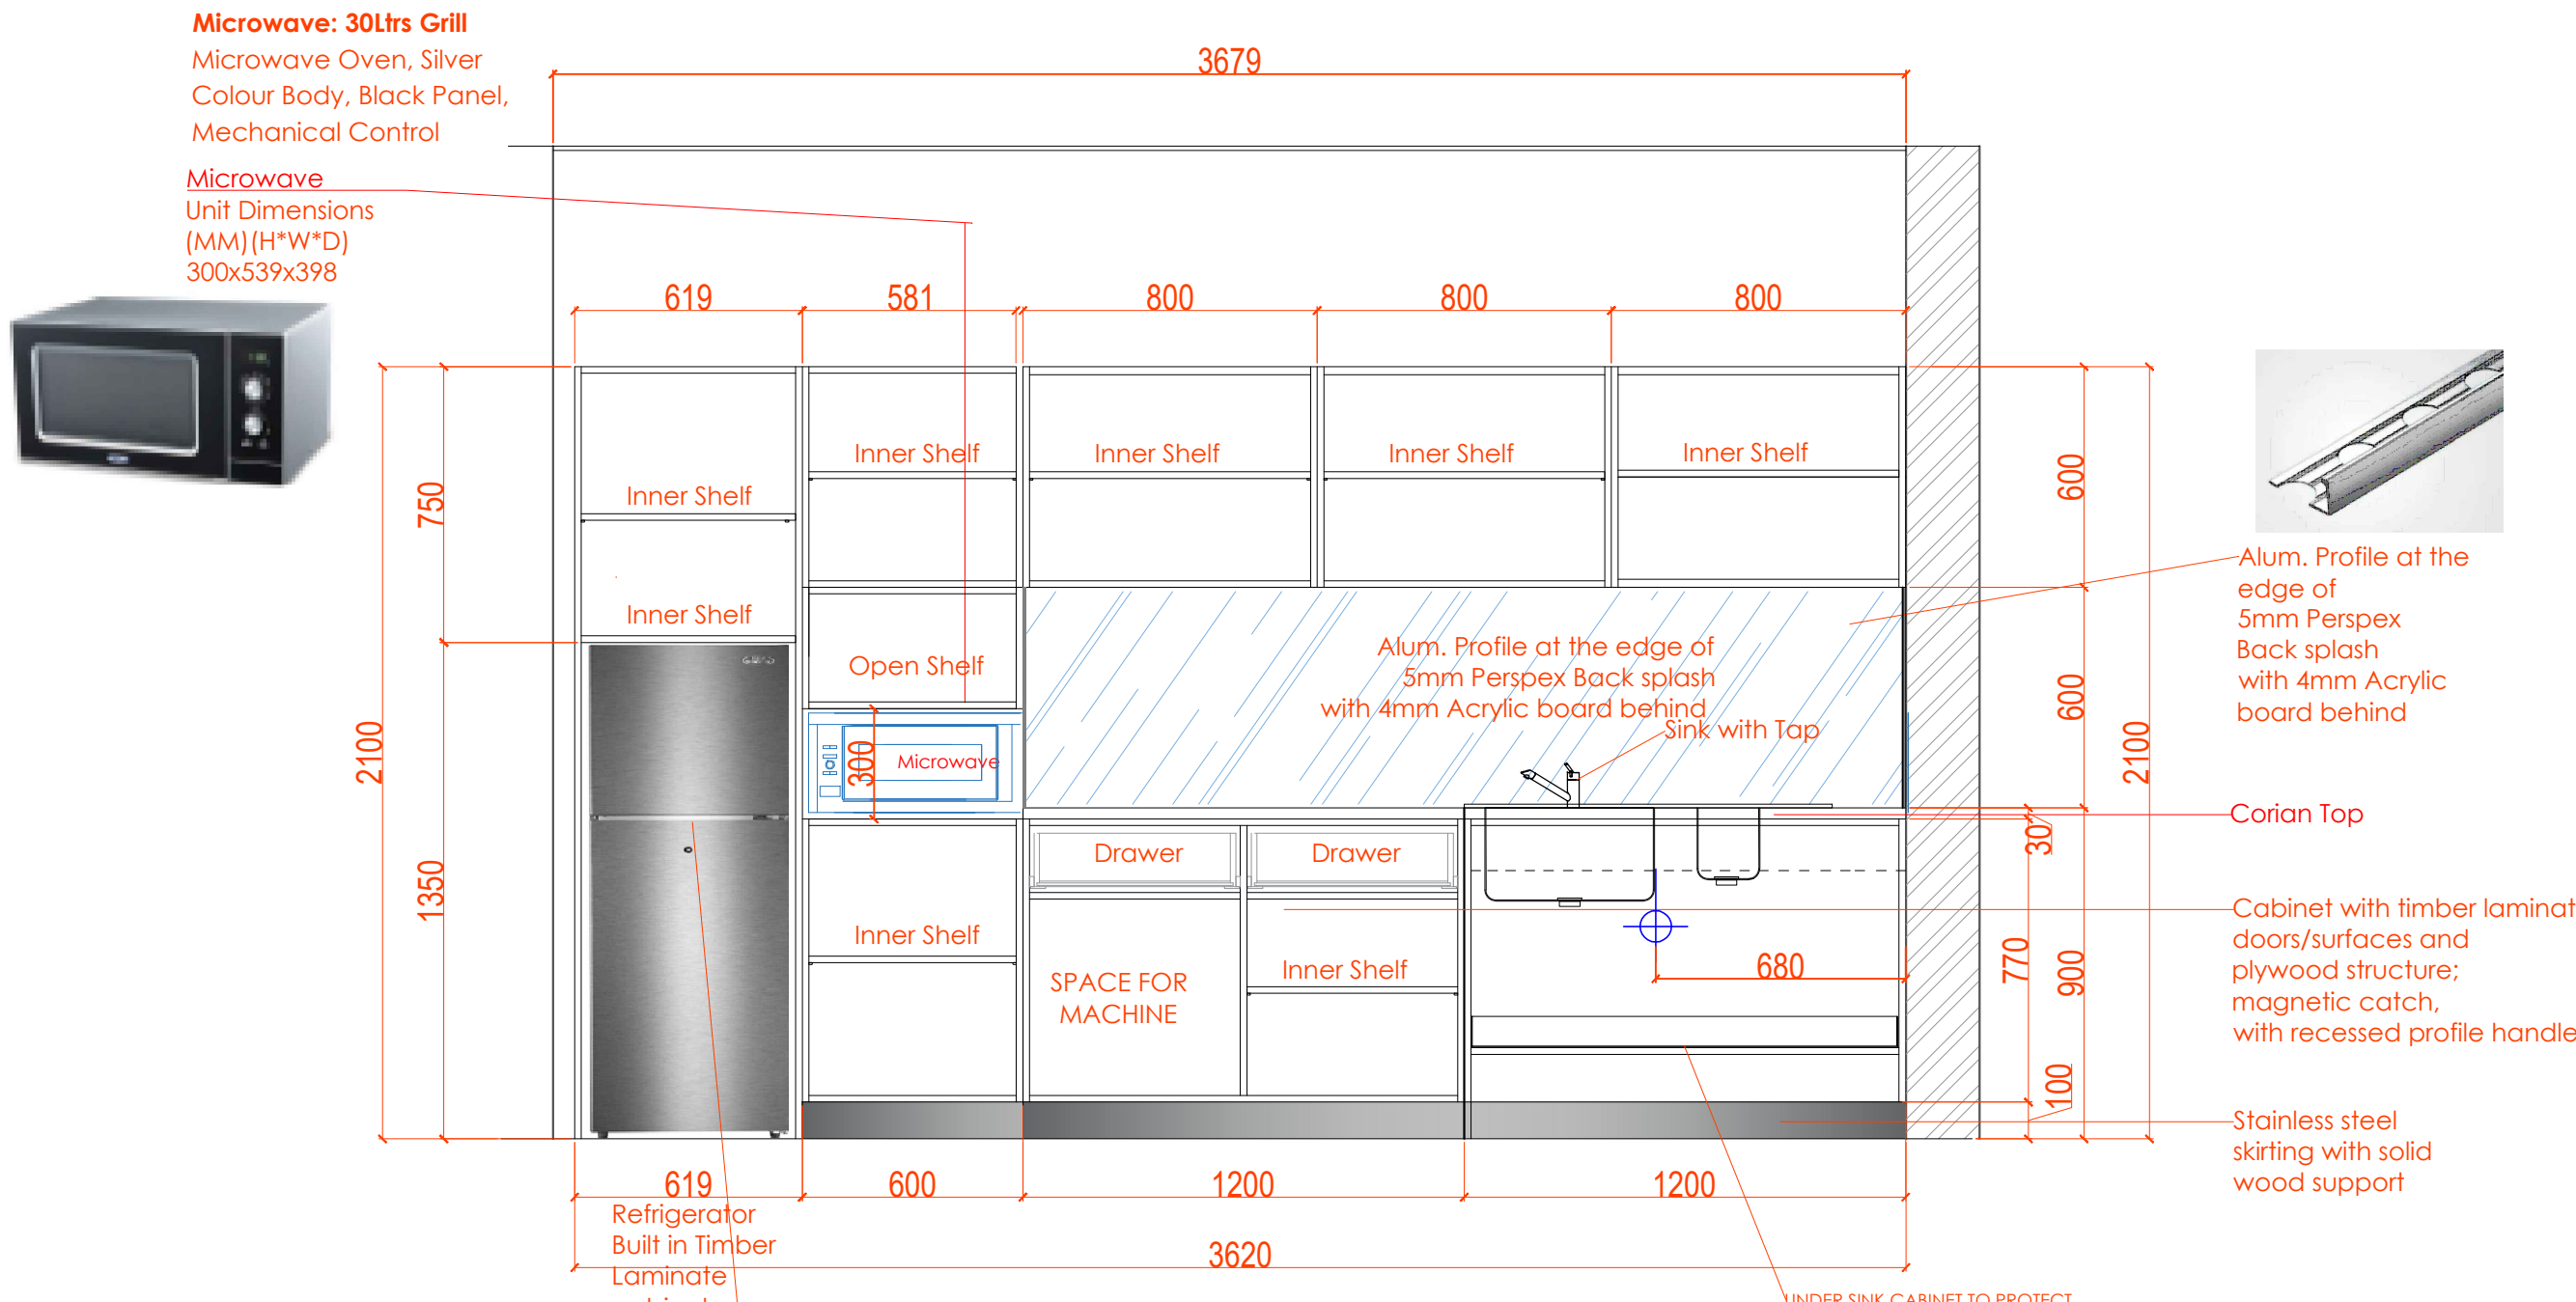 Microwave: 30Ltrs Grill
Microwave Oven, Silver
Colour Body, Black Panel,
Mechanical Control
Microwave
Unit Dimensions
(MM)(H*W*D)
300x539x398
3679
619
581
800
800
800
Inner Shelf
Inner Shelf
Inner Shelf
Inner Shelf
Inner Shelf
Inner Shelf
Open Shelf
Microwave
300
750
1350
2100
Alum. Profile at the edge of
5mm Perspex Back splash
with 4mm Acrylic board behind
Sink with Tap
Drawer
Drawer
Inner Shelf
SPACE FOR
MACHINE
Inner Shelf
680
600
600
2100
30
770
900
100
Alum. Profile at the
edge of
5mm Perspex
Back splash
with 4mm Acrylic
board behind
Corian Top
Cabinet with timber laminat
doors/surfaces and
plywood structure;
magnetic catch,
with recessed profile handle
Stainless steel
skirting with solid
wood support
619
600
1200
1200
3620
Refrigerator
Built in Timber
Laminate
UNDER SINK CABINET TO PROTECT